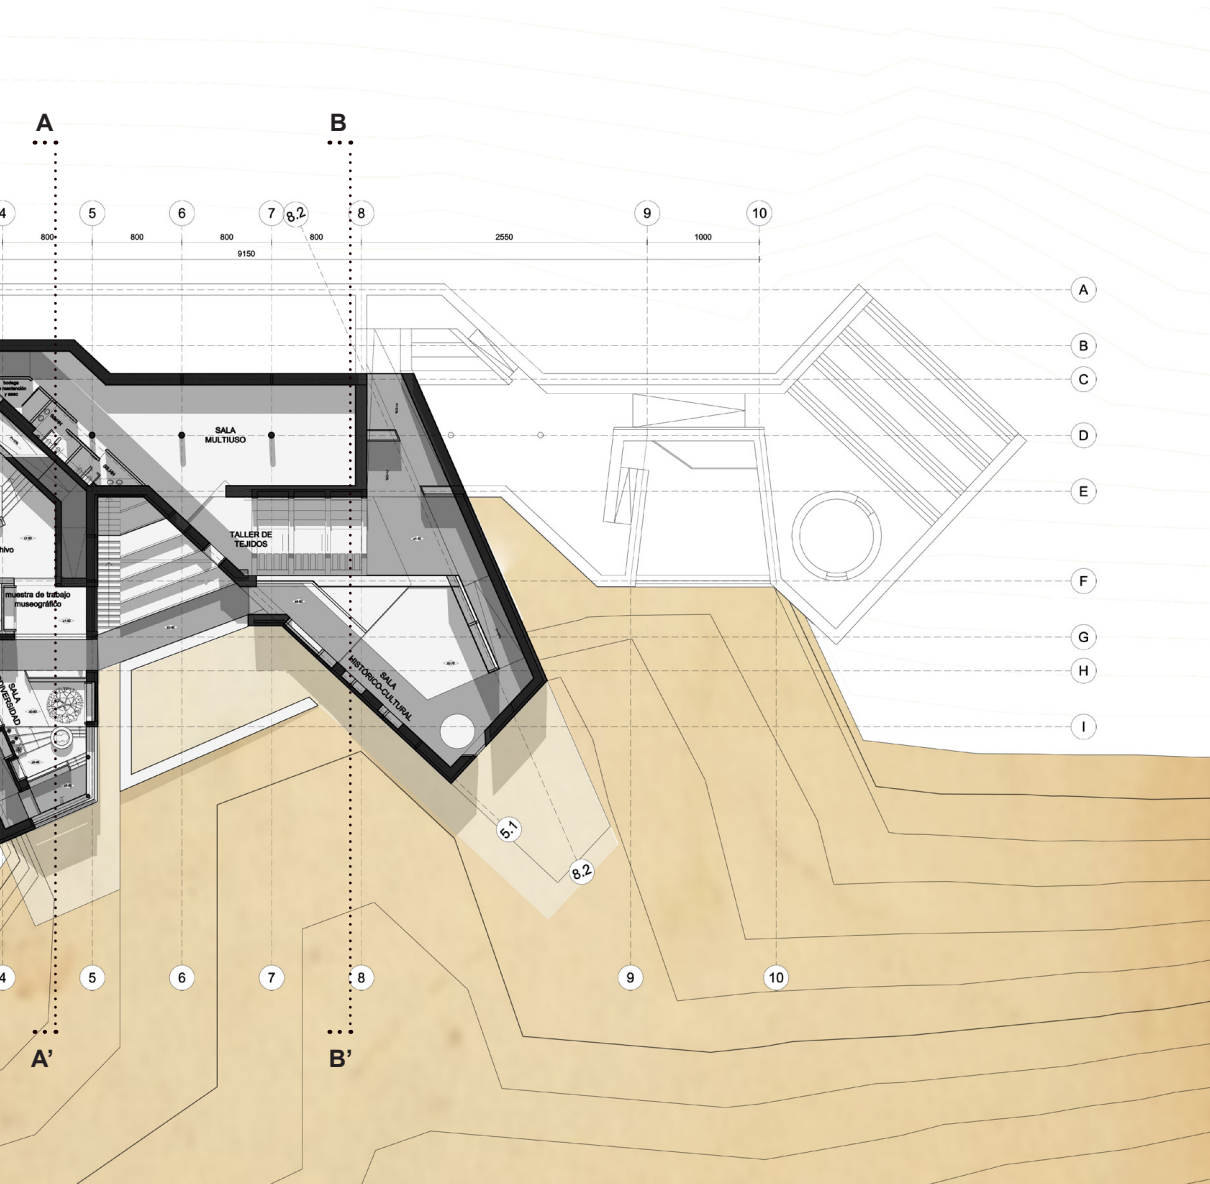 A
B
4
5
6
7
8.2
8
9
10
800
800
800
800
2550
1000
9150
A
B
C
D
E
F
G
H
I
bodega
y aseo
SALA
MULTIUSO
TALLER DE
TEJIDOS
muestra de trabajo
museográfico
SALA
HISTÓRICO-CULTURAL
SALA
5.1
8.2
4
5
6
7
8
9
10
A’
B’